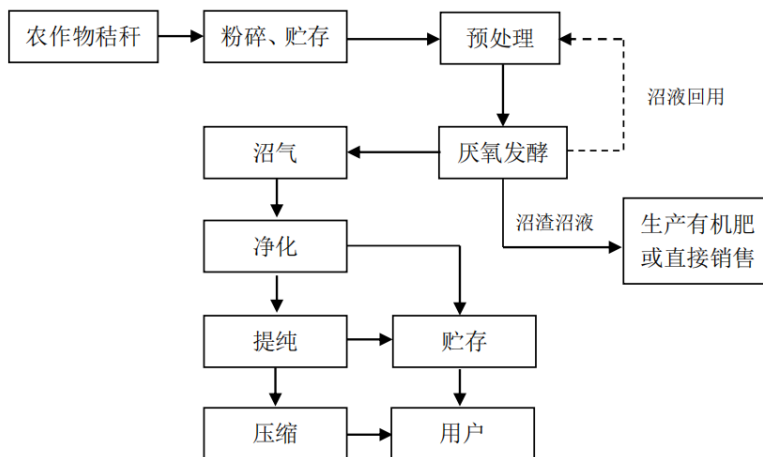 农作物秸秆
粉碎、贮存
预处理
沼液回用
沼气
厌氧发酵
沼渣沼液
生产有机肥
或直接销售
净化
提纯
贮存
压缩
用户